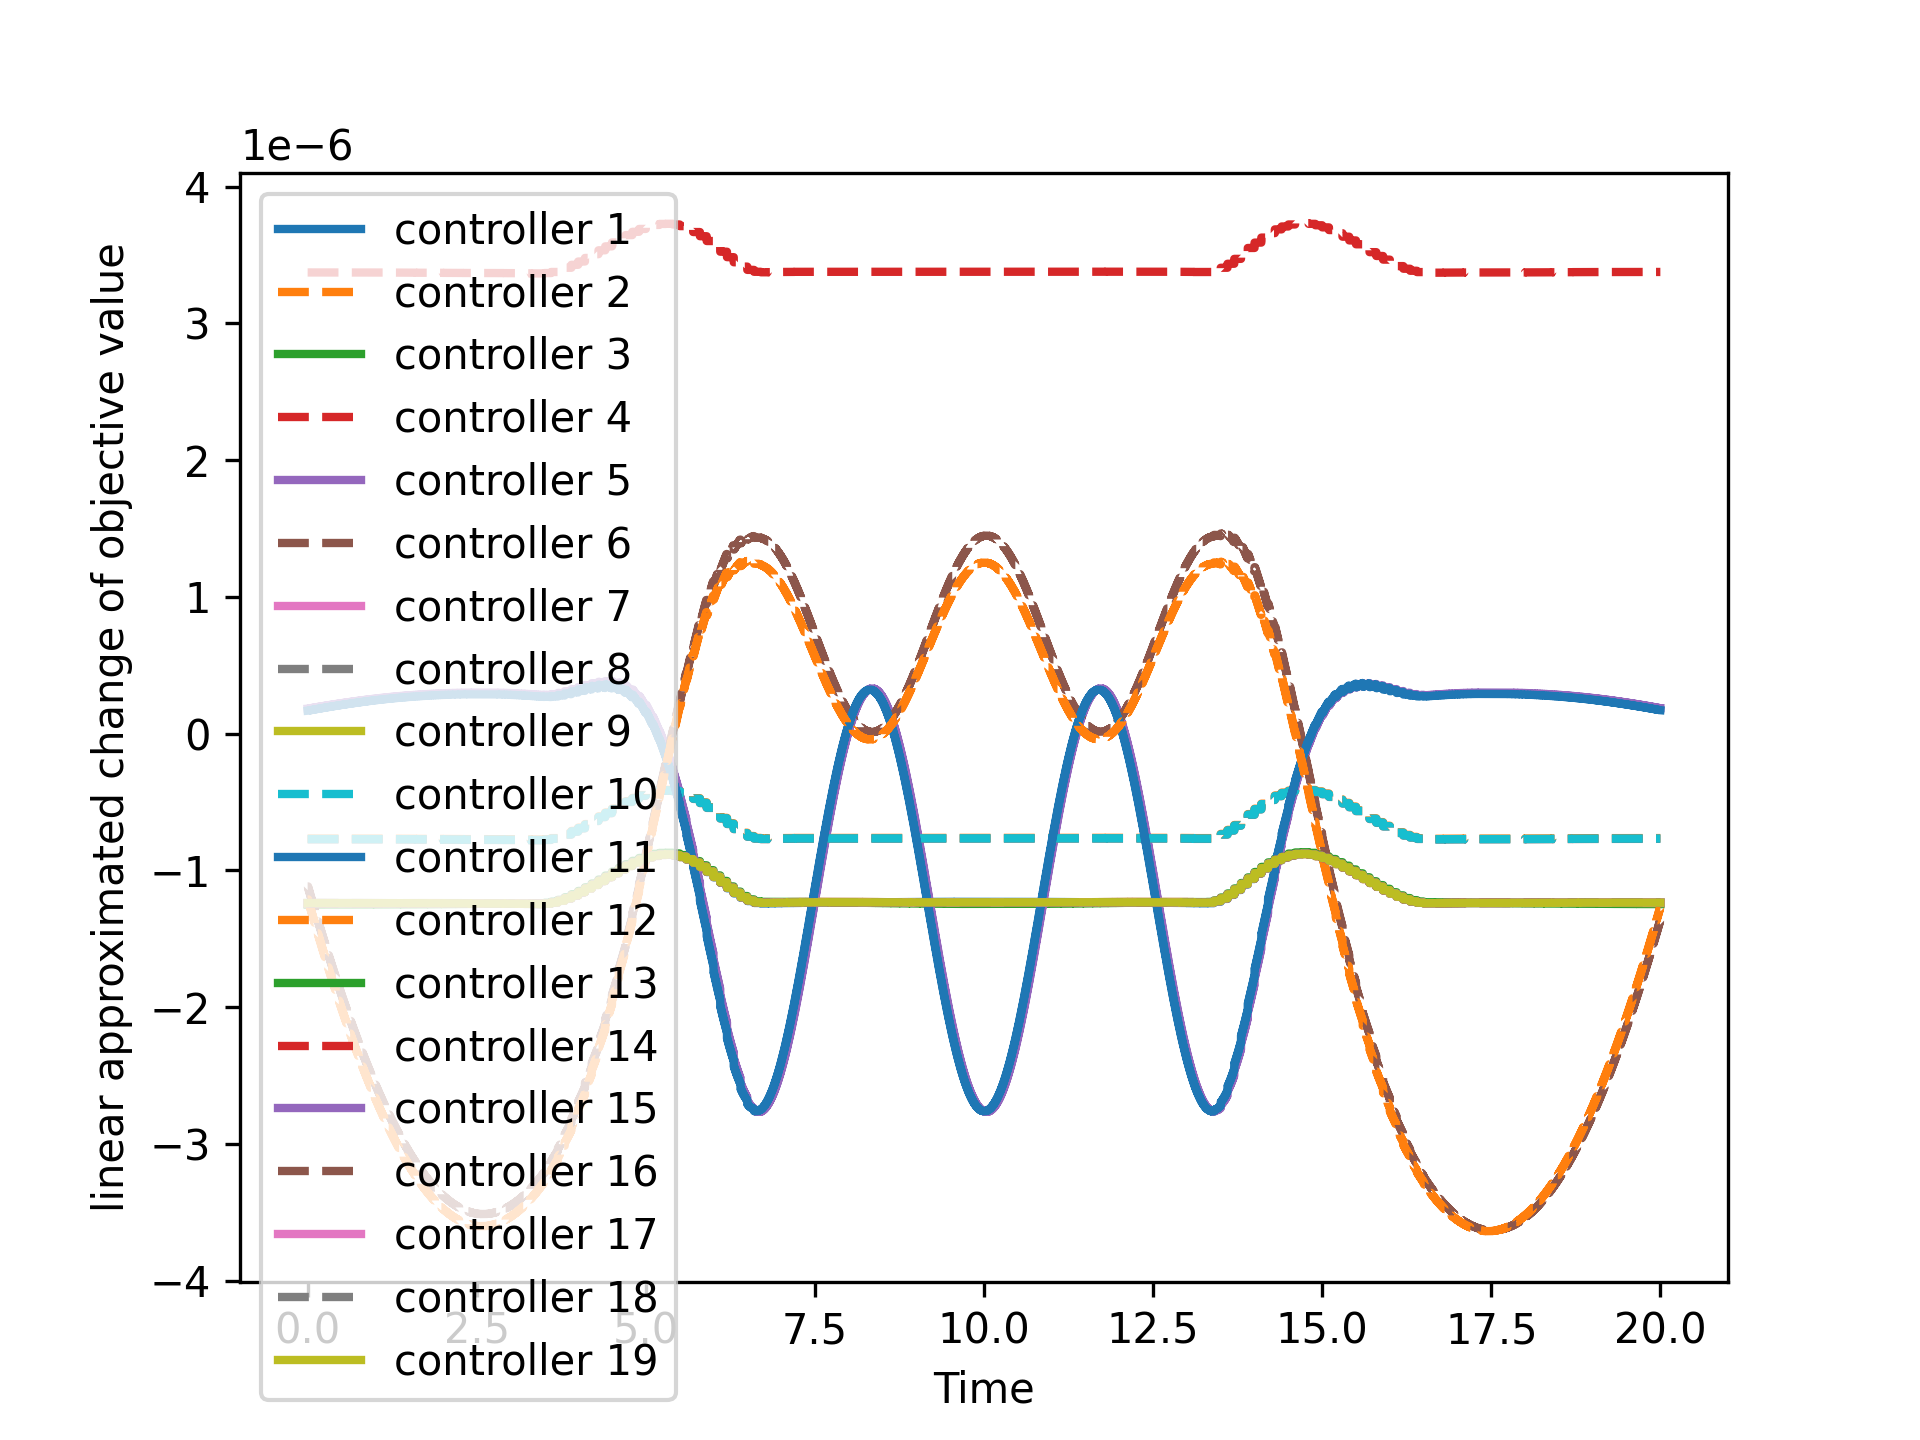 1e−6
4
3
2
1
0
−1
−2
−3
−4
linear approximated change of objective value
controller 1
controller 2
controller 3
controller 4
controller 5
controller 6
controller 7
controller 8
controller 9
controller 10
controller 11
controller 12
controller 13
controller 14
controller 15
controller 16
controller 17
controller 18
controller 19
0.0 2.5 5.0 7.5 10.0 12.5 15.0 17.5 20.0
Time